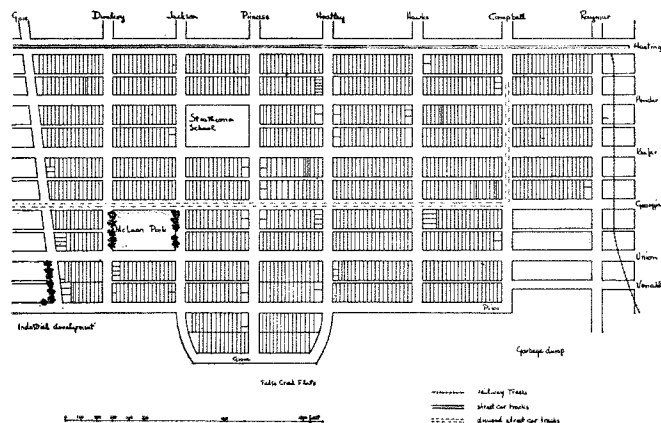 Gore Dunlevy Jackson Princess Heatley Hawks Campbell Raymur
Hastings
Pender
Strathcona
School
Keefer
Georgia
McLean Park
Union
Venables
Prior
Industrial development
Garbage dump
False Creek Flats
railway tracks
street car tracks
disused street car tracks